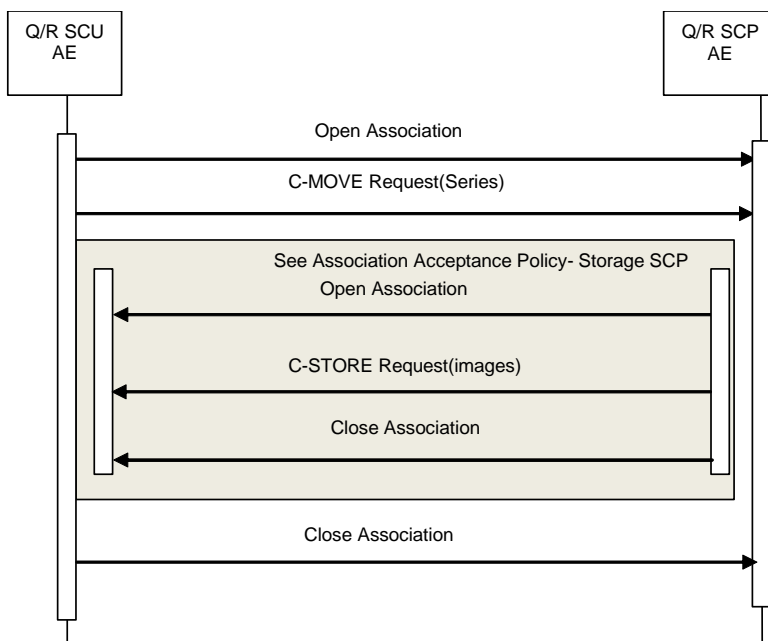 Q/R SCU
AE
Q/R SCP
AE
Open Association
C-MOVE Request(Series)
See Association Acceptance Policy- Storage SCP
Open Association
C-STORE Request(images)
Close Association
Close Association